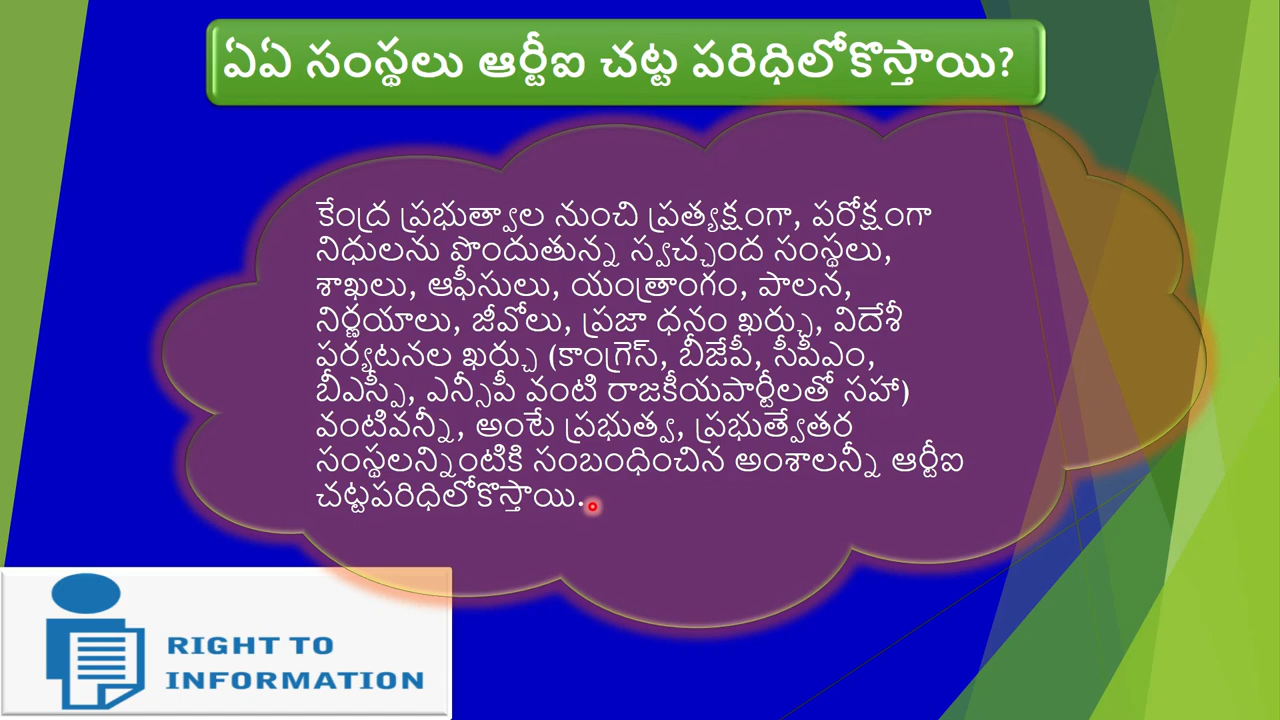 ఏఏ సంస్థలు ఆర్టీఐ చట్ట పరిధిలోకొస్తాయి?
కేంద్ర ప్రభుత్వాల నుంచి ప్రత్యక్షంగా, పరోక్షంగా
నిధులను పొందుతున్న స్వచ్చంద సంస్థలు,
శాఖలు, ఆఫీసులు, యంత్రాంగం, పాలన,
నిర్ణయాలు, జీవోలు, ప్రజా ధనం ఖర్చు, విదేశీ
పర్యటనల ఖర్చు (కాంగ్రెస్, బీజేపీ, సీపీఎం,
బీఎస్పీ, ఎన్సీపీ వంటి రాజకీయపార్టీలతో సహా)
వంటివన్నీ, అంటే ప్రభుత్వ, ప్రభుత్వేతర
సంస్థలన్నింటికి సంబంధించిన అంశాలన్నీ ఆర్టీఐ
చట్టపరిధిలోకొస్తాయి.
RIGHT TO
INFORMATION